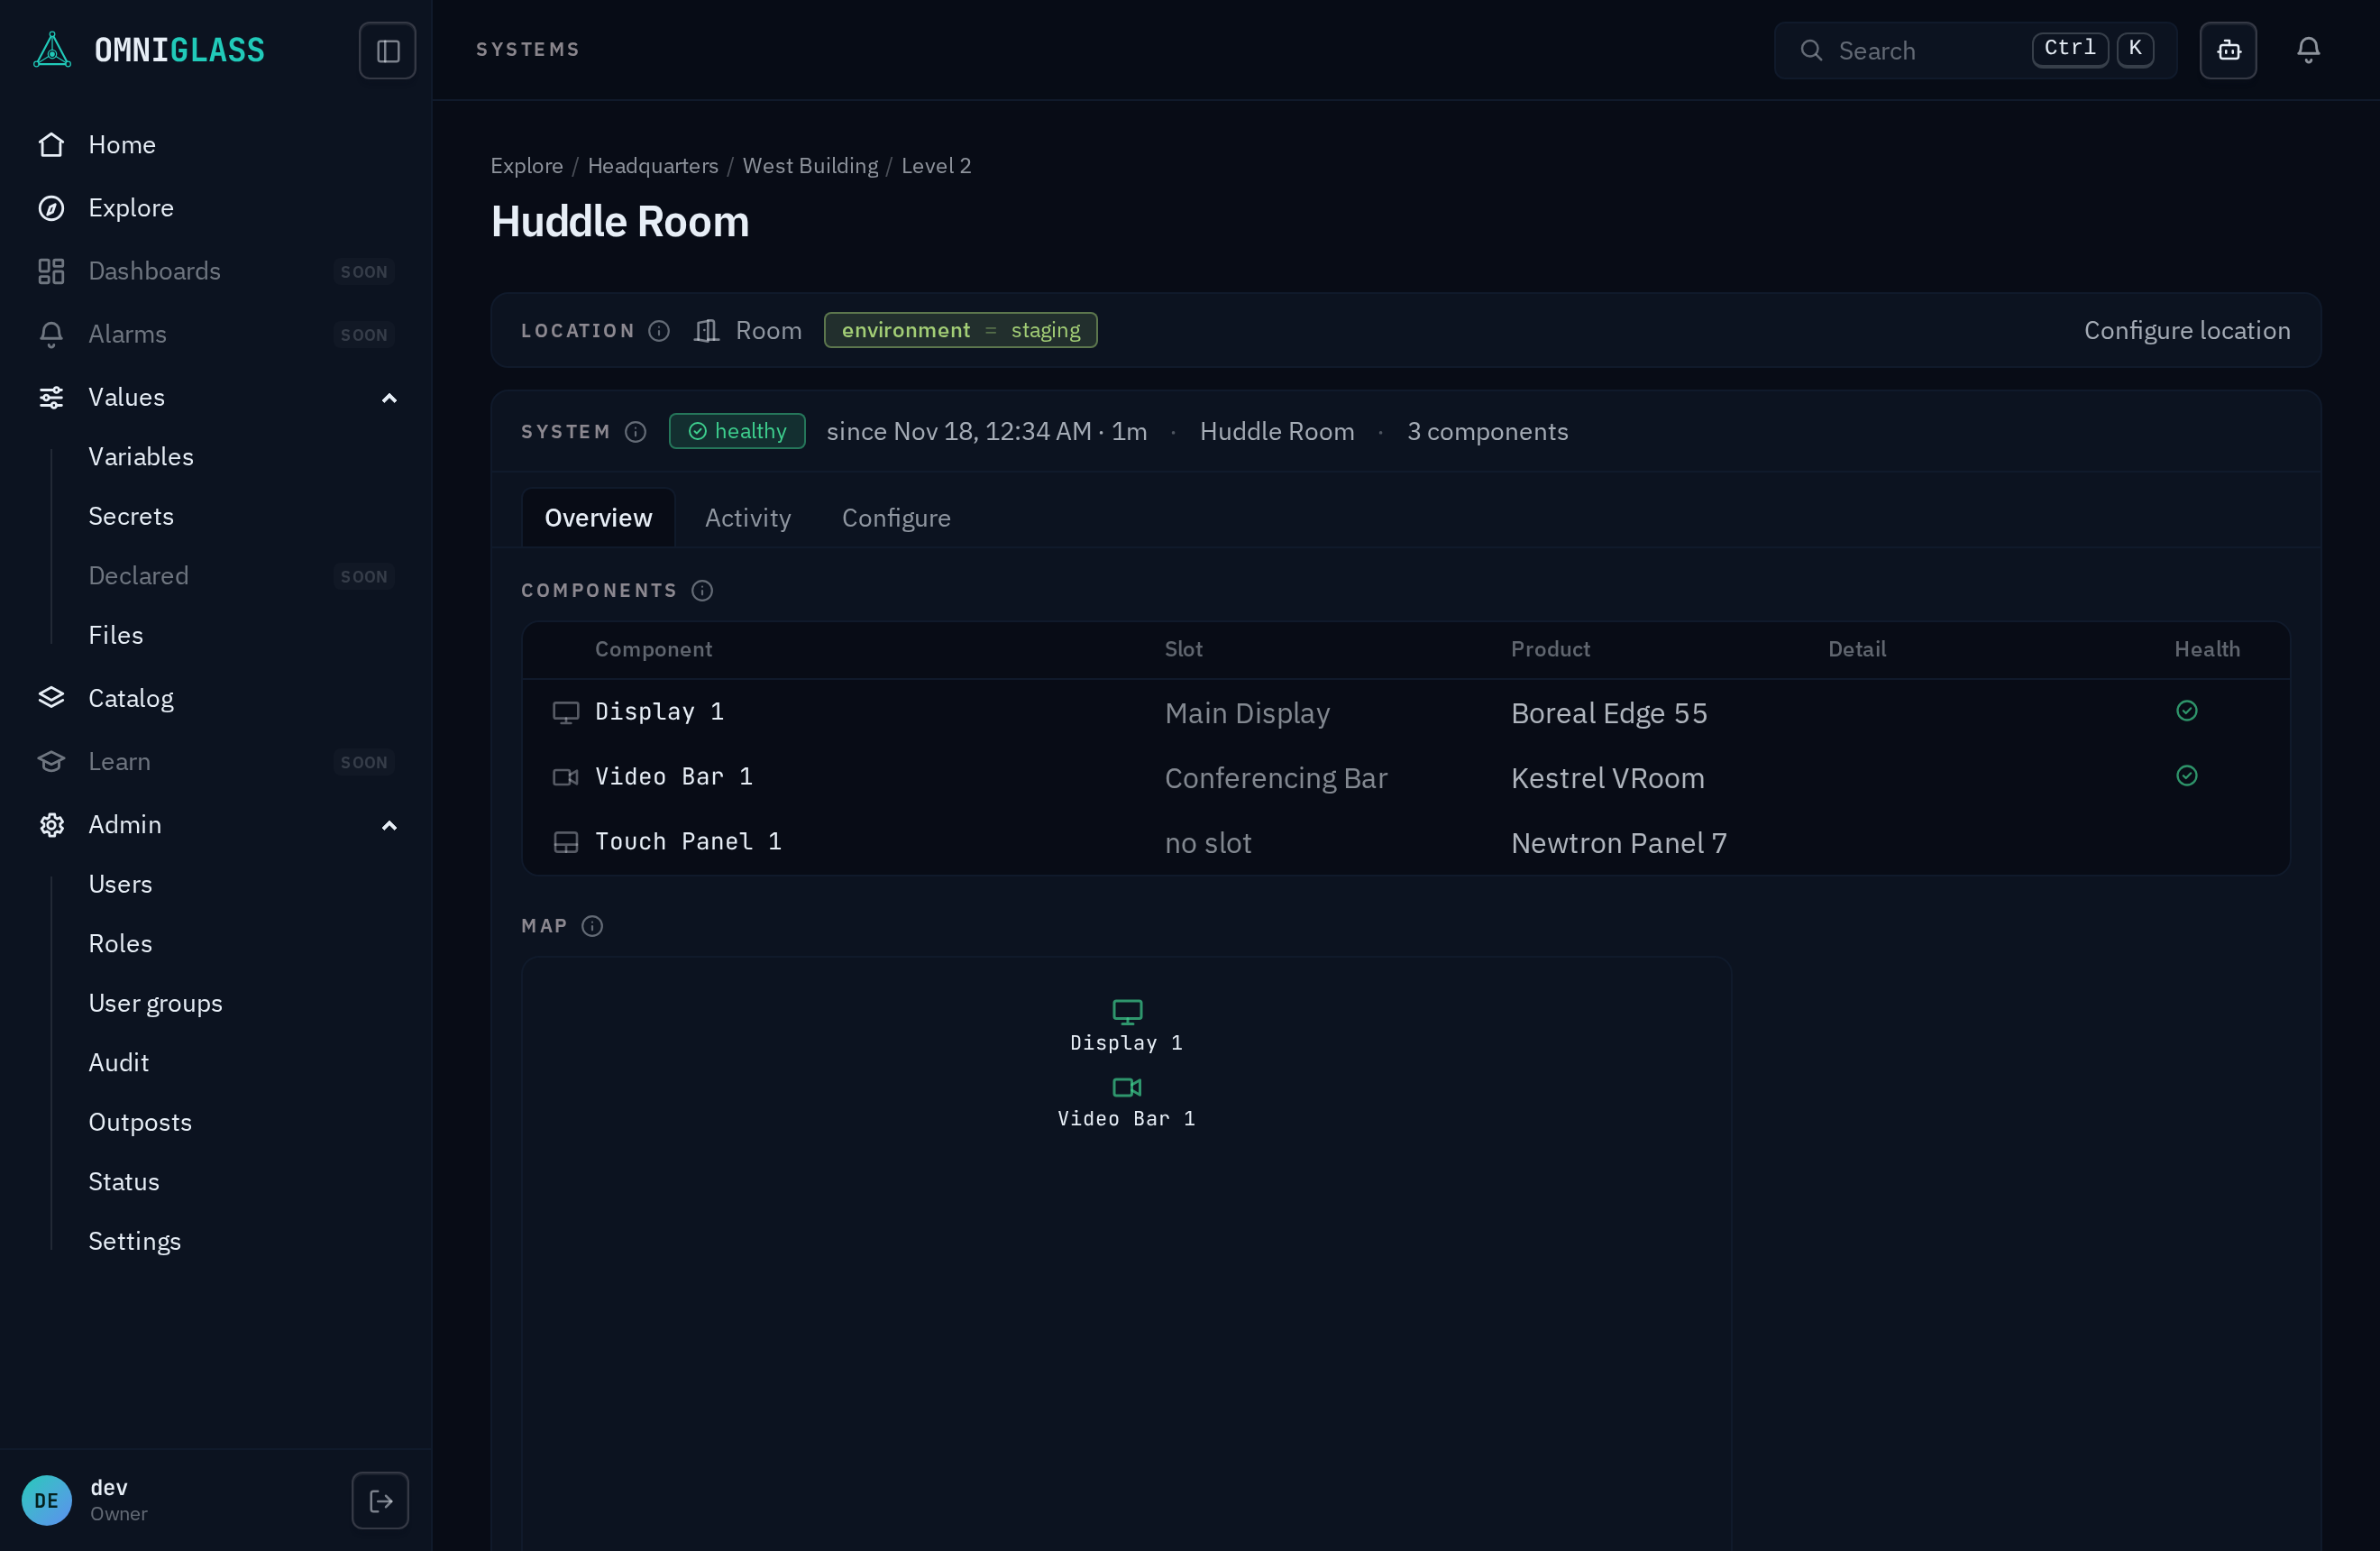 OMNIGLASS
Home
Explore
Dashboards SOON
Alarms SOON
Values
Variables
Secrets
Declared SOON
Files
Catalog
Learn SOON
Admin
Users
Roles
User groups
Audit
Outposts
Status
Settings
DE
dev
Owner
SYSTEMS
Search Ctrl K
Explore / Headquarters / West Building / Level 2
Huddle Room
LOCATION Room environment = staging Configure location
SYSTEM healthy since Nov 18, 12:34 AM · 1m · Huddle Room · 3 components
Overview Activity Configure
COMPONENTS
Component Slot Product Detail Health
Display 1 Main Display Boreal Edge 55
Video Bar 1 Conferencing Bar Kestrel VRoom
Touch Panel 1 no slot Newtron Panel 7
MAP
Display 1
Video Bar 1